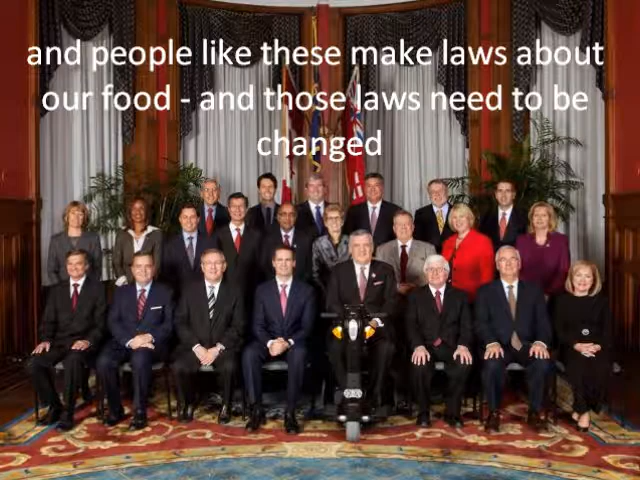 and people like these make laws about
our food - and those laws need to be
changed